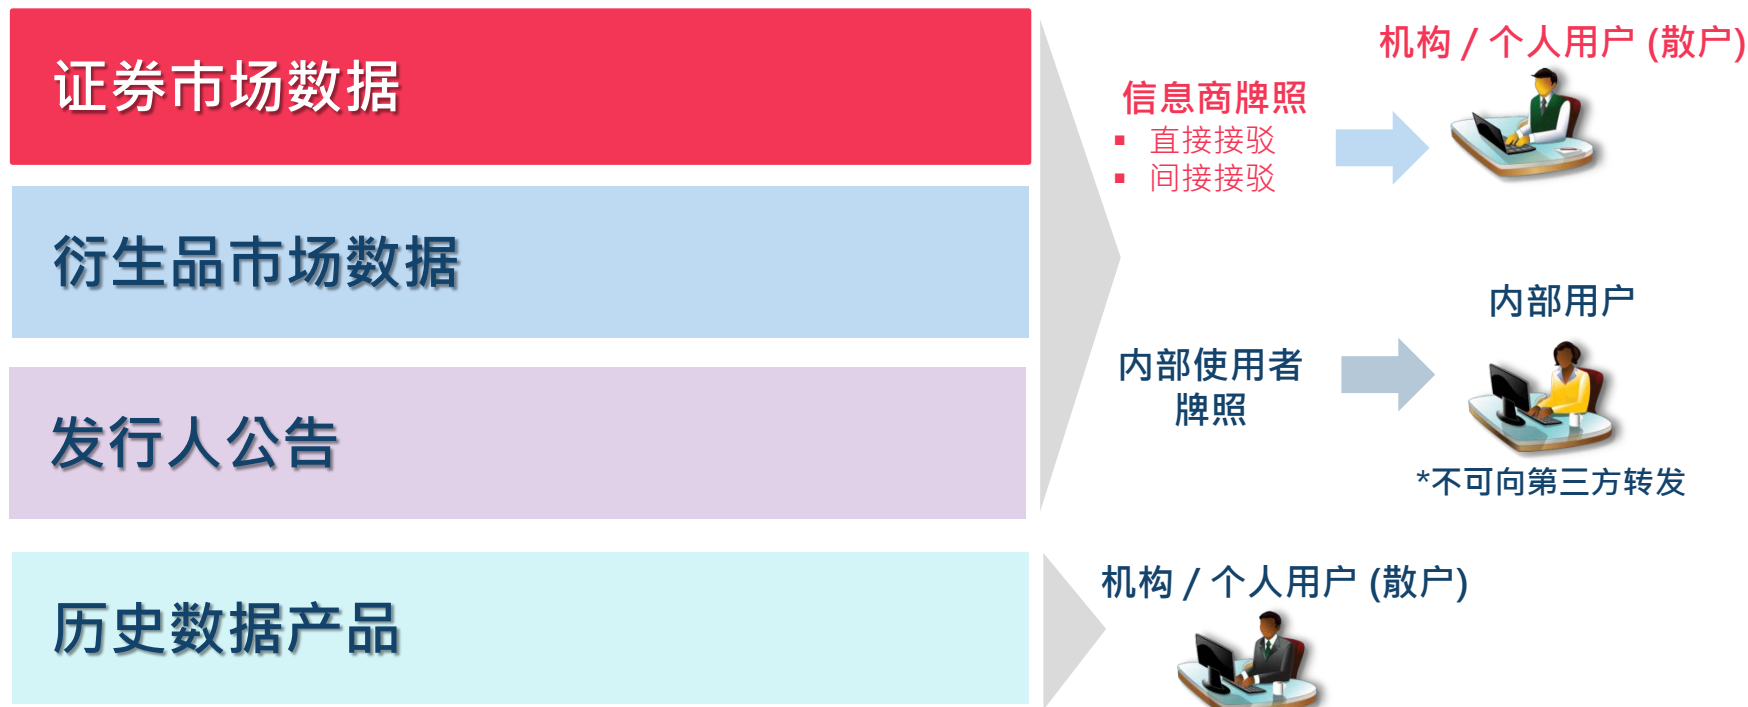 证券市场数据
衍生品市场数据
发行人公告
历史数据产品
信息商牌照
▪ 直接接驳
▪ 间接接驳
机构 / 个人用户 (散户)
内部使用者
牌照
内部用户
*不可向第三方转发
机构 / 个人用户 (散户)